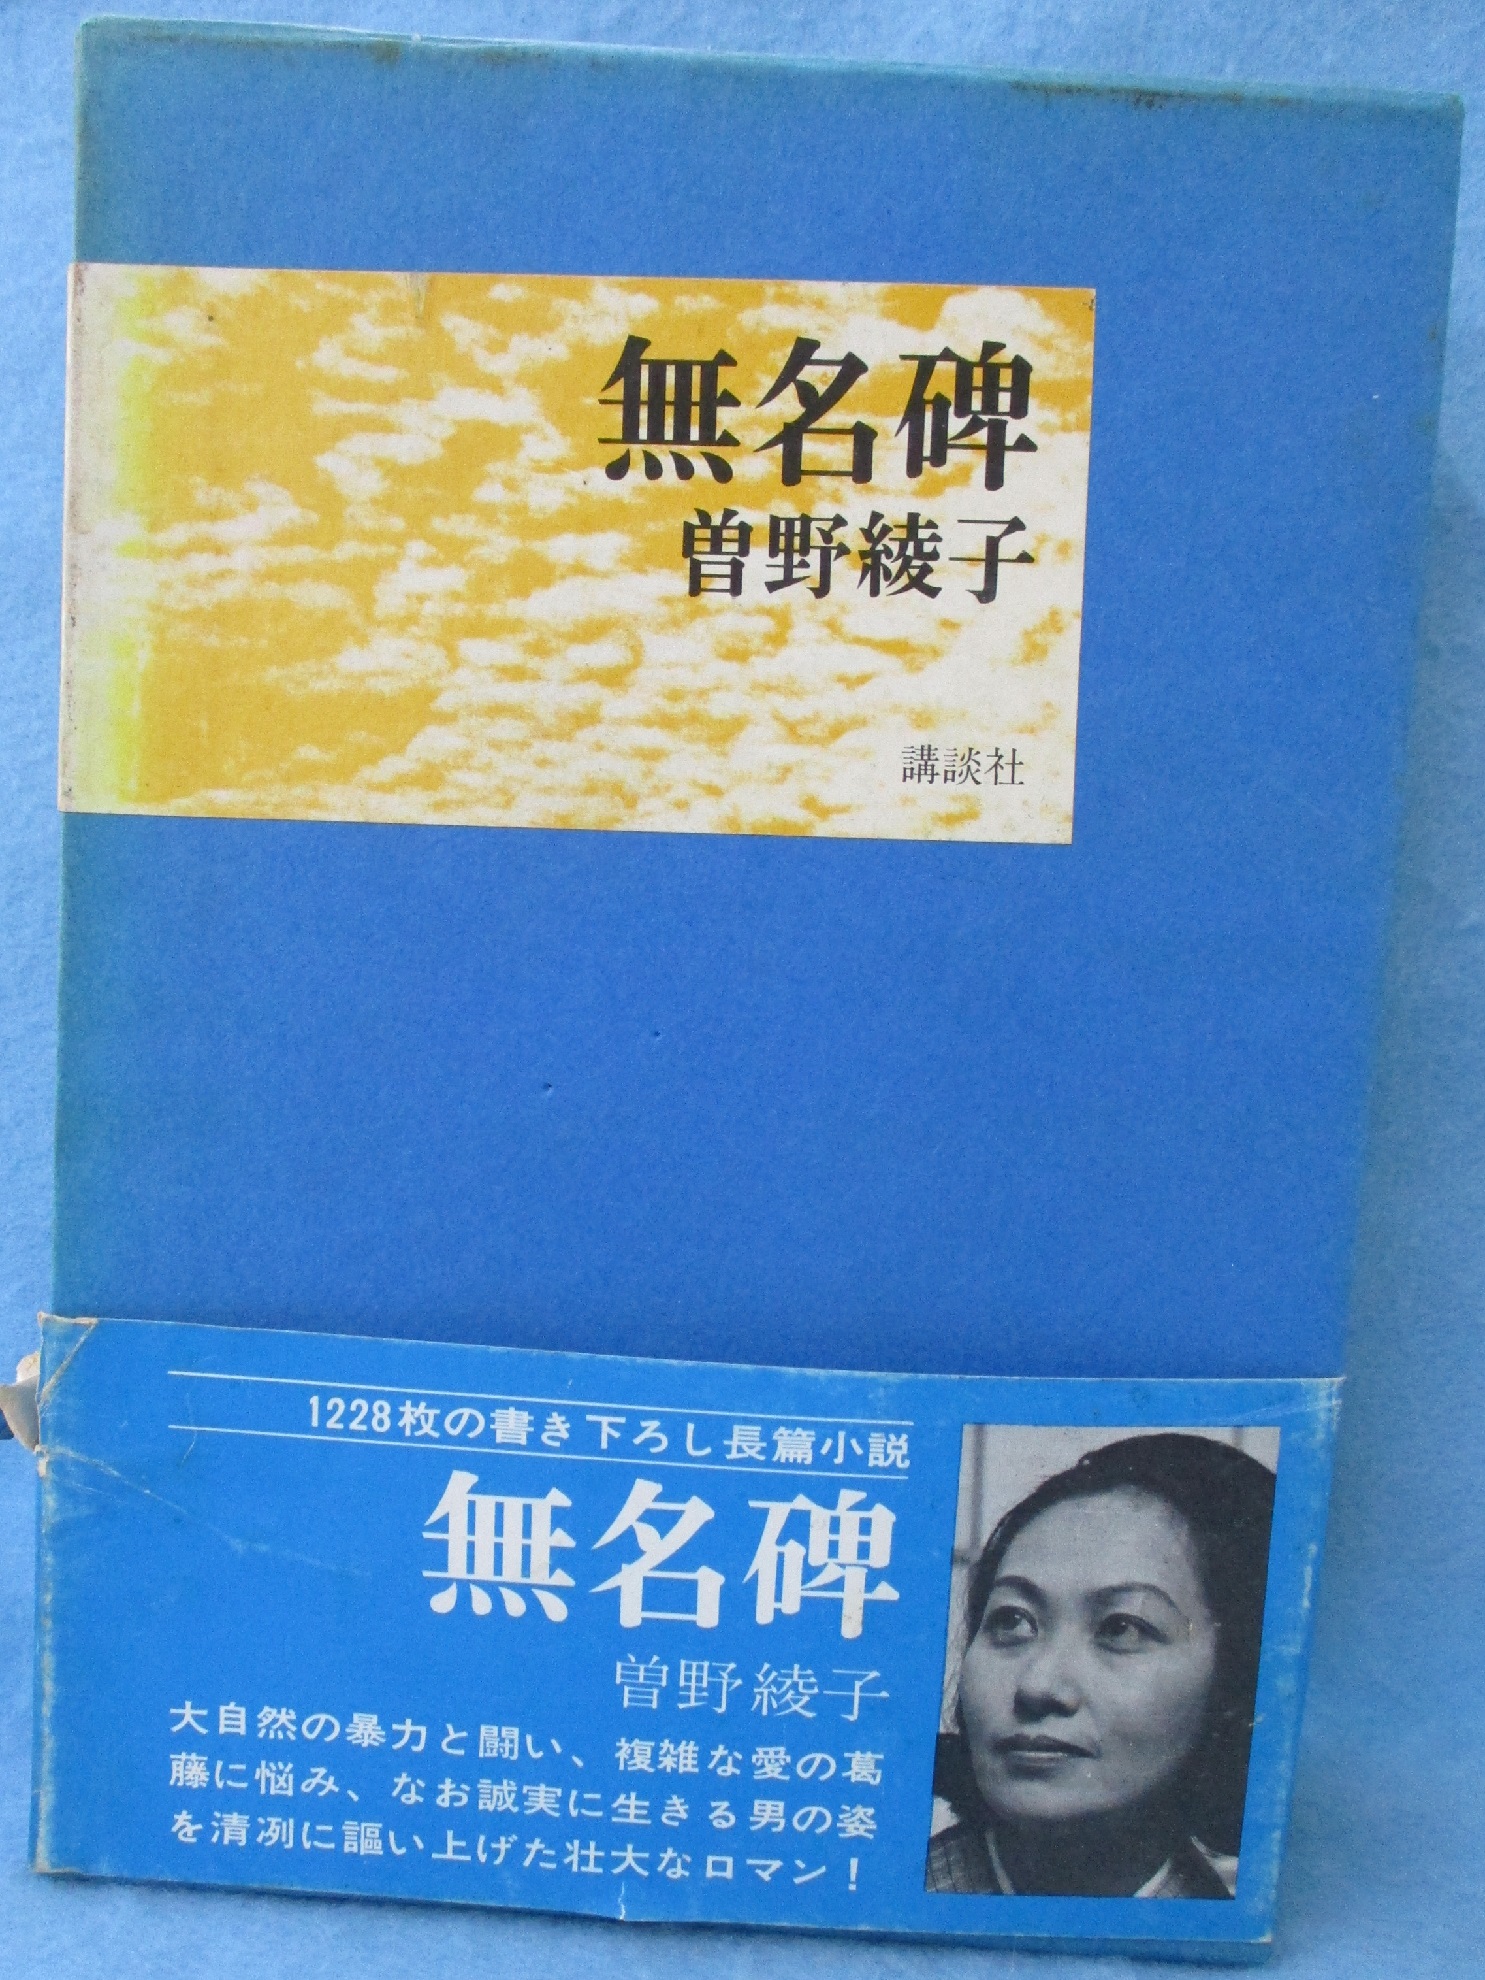 無名碑
曽野綾子
講談社
1228枚の書き下ろし長篇小説
無名碑
曽野綾子
大自然の暴力と闘い、複雑な愛の葛
藤に悩み、なお誠実に生きる男の姿
を清冽に謳い上げた壮大なロマン！